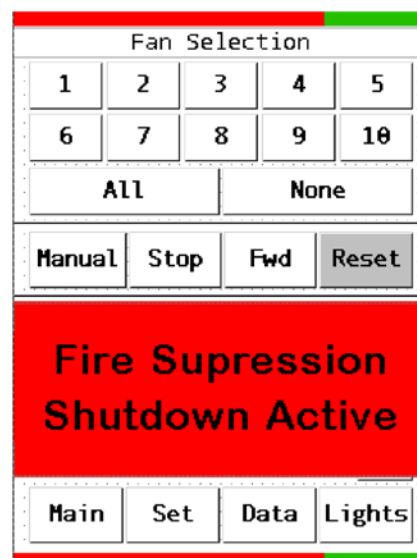 Fan Selection
1 2 3 4 5
6 7 8 9 10
All None
Manual Stop Fwd Reset
Fire Supression
Shutdown Active
Main Set Data Lights